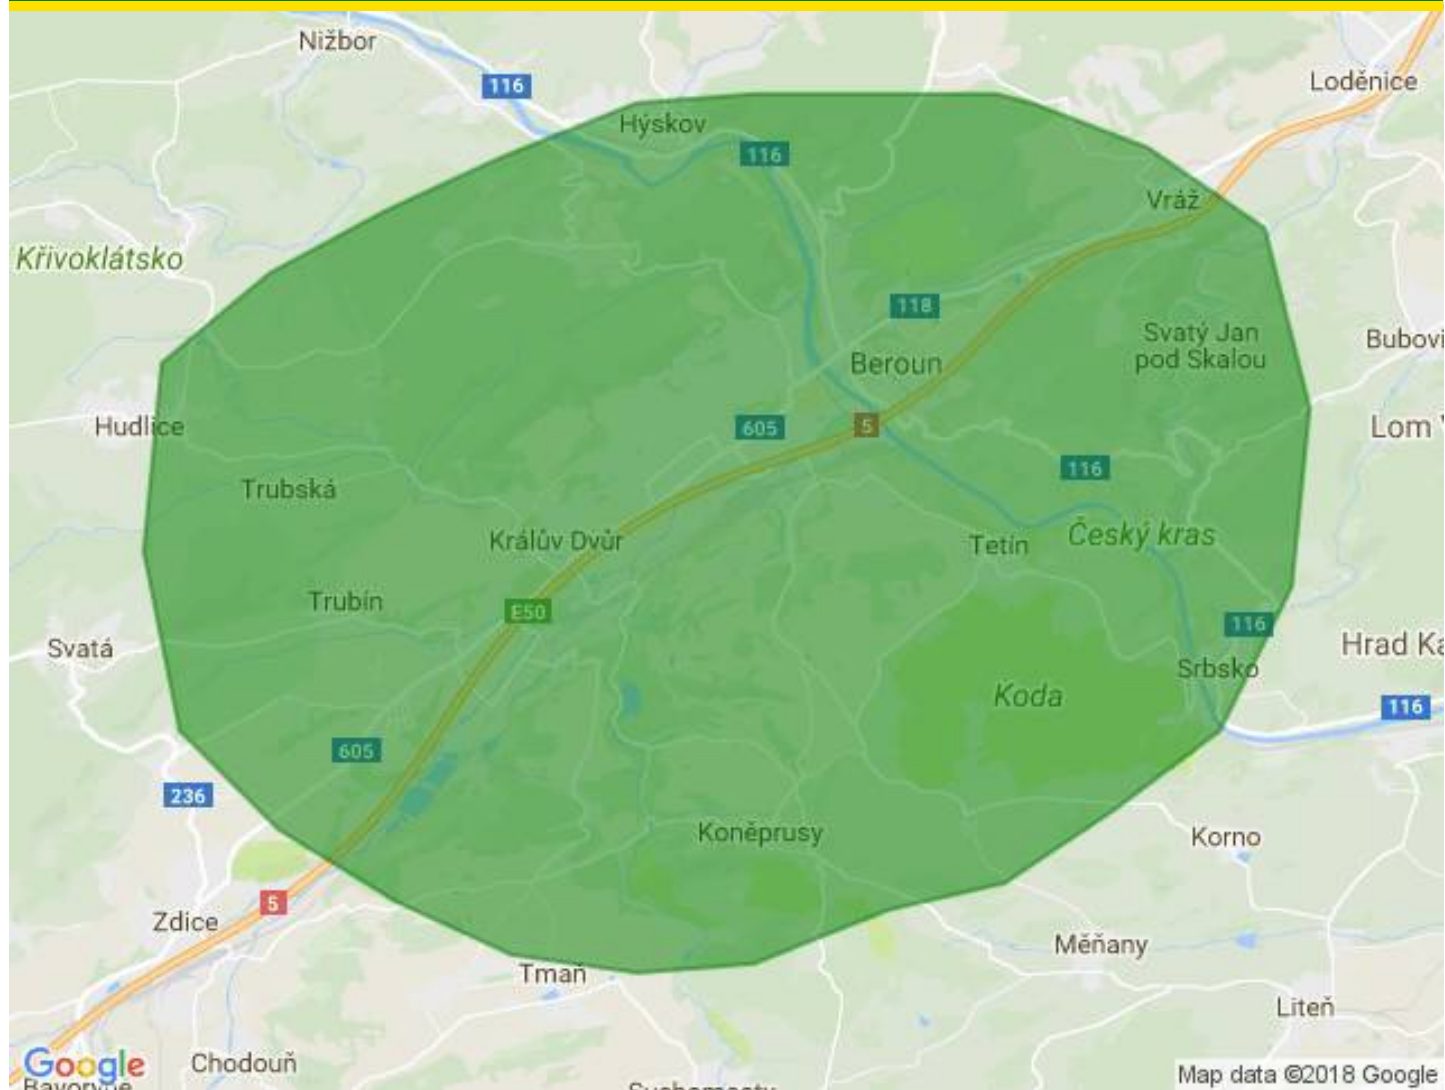 Nižbor
116
Loděnice
Hýskov
116
Vráž
Křivoklátsko
118
Svatý Jan
pod Skalou
Beroun
Hudlice
605
5
Lom
116
Trubská
Králův Dvůr
Tetín
Český kras
Trubín
E50
116
Svatá
Hrad
Srbsko
Koda
116
605
236
Koněprusy
Korno
5
Zdice
Měňany
Tmaň
Liteň
Google
Chodouň
Map data ©2018 Google